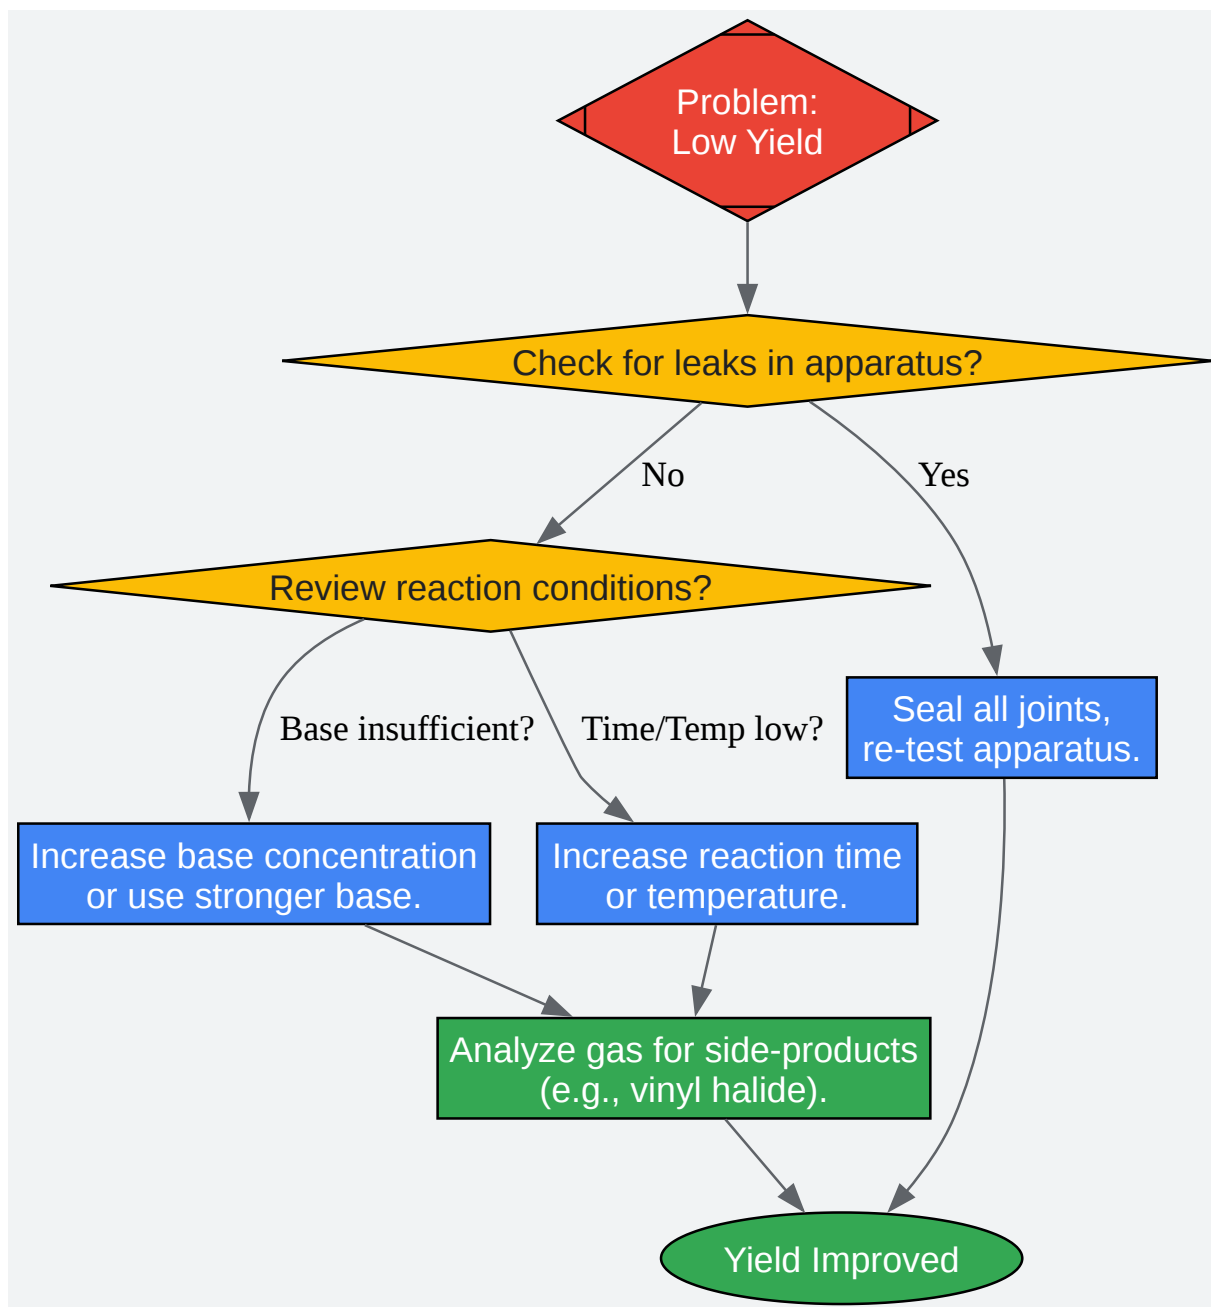 Problem:
Low Yield
Check for leaks in apparatus?
No
Yes
Review reaction conditions?
Seal all joints,
re-test apparatus.
Base insufficient?
Time/Temp low?
Increase base concentration
or use stronger base.
Increase reaction time
or temperature.
Analyze gas for side-products
(e.g., vinyl halide).
Yield Improved